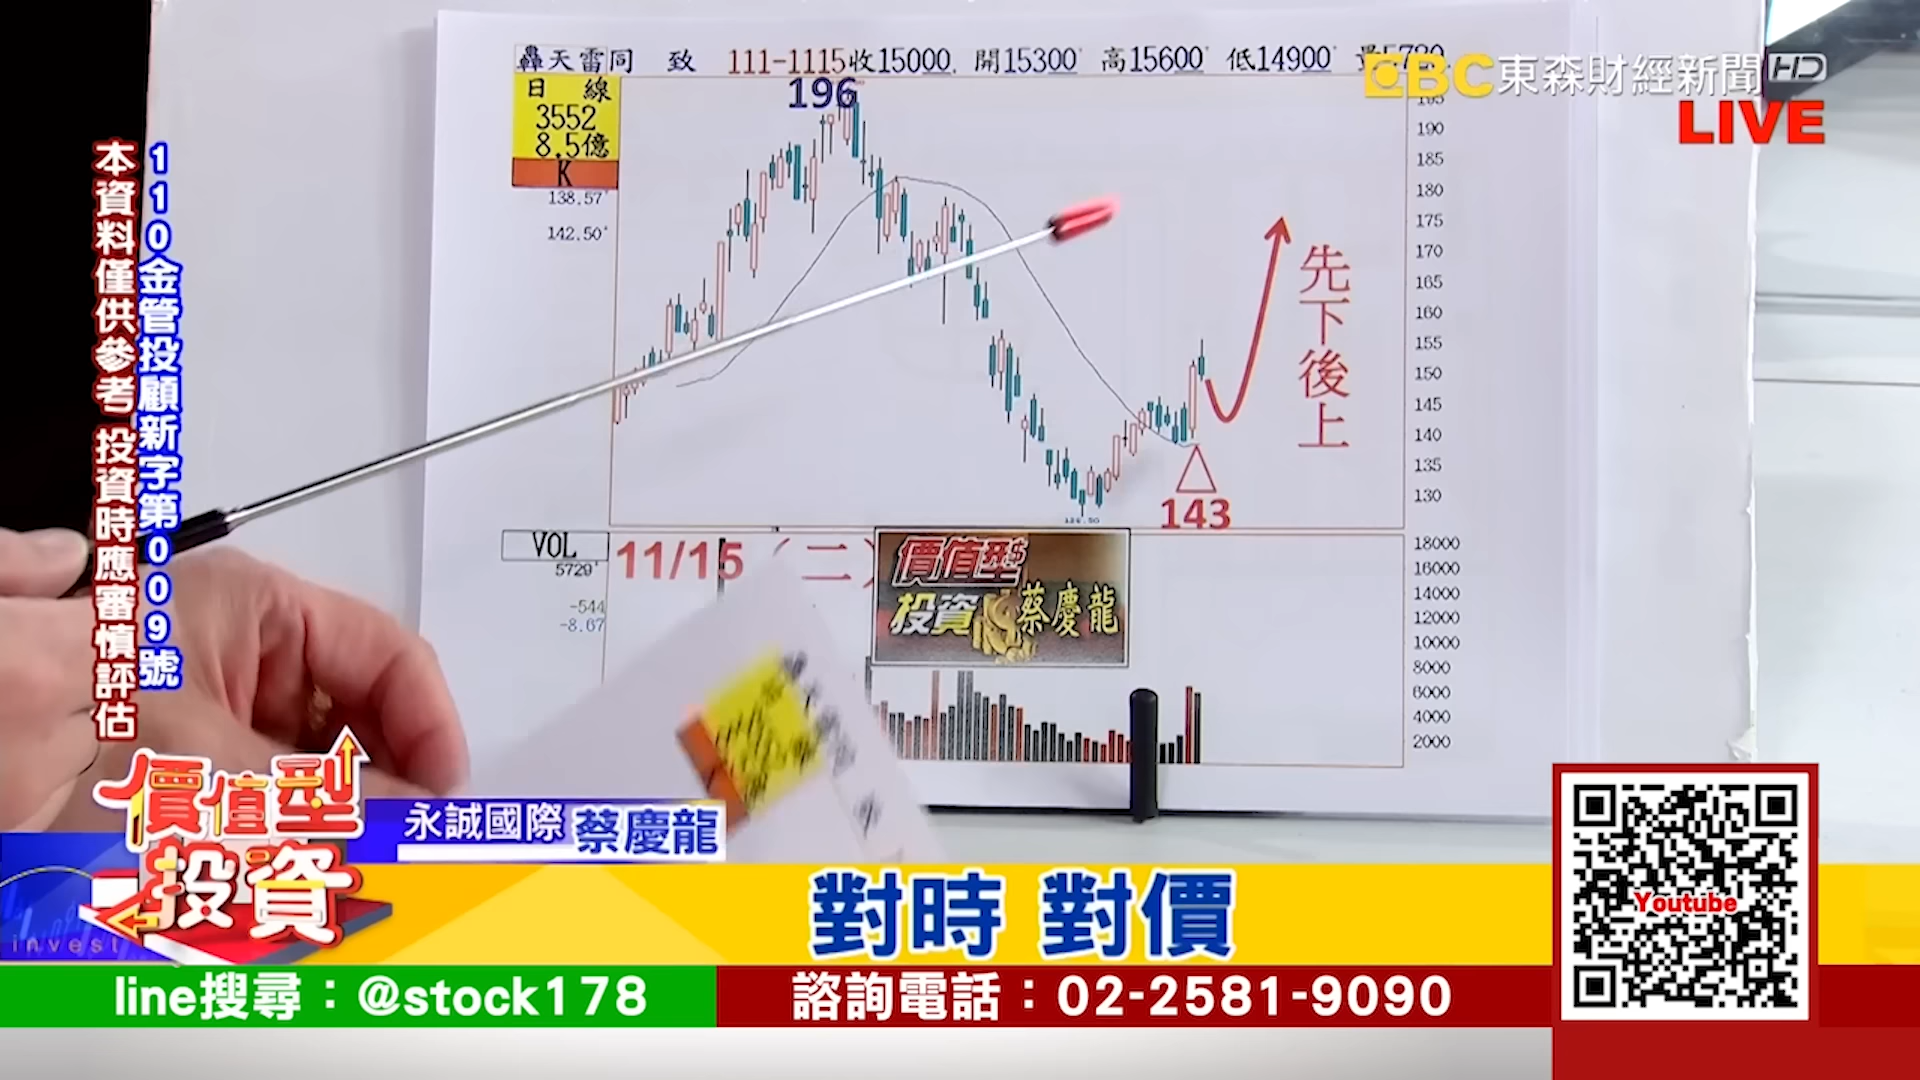 轟天雷同 致 111-1115收15000 開15300 高15600 低14900
EBC東森財經新聞HD
LIVE
日 線
3552
8.5億
K
138.57
142.50
196
195
190
185
180
175
170
165
160
155
150
145
140
135
130
先下後上
143
VOL
5729
-544
-8.67
11/15（二）
18000
16000
14000
12000
10000
8000
6000
4000
2000
價值型
投資
蔡慶龍
110金管投顧新字第009號
本資料僅供參考 投資時應審慎評估
價值型
投資
invest
永誠國際 蔡慶龍
對時 對價
Youtube
line搜尋：@stock178
諮詢電話：02-2581-9090